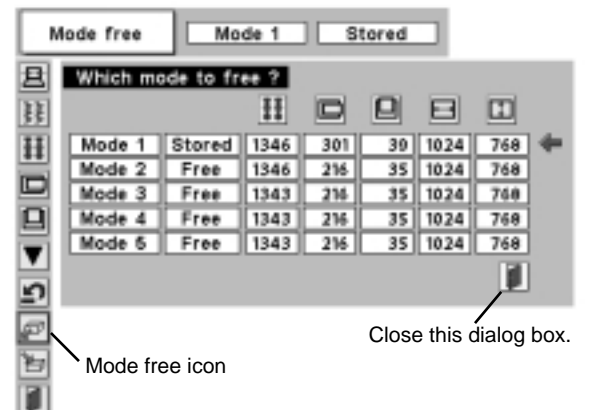 Mode free Mode 1 Stored
Which mode to free ?
Mode 1 Stored 1346 301 39 1024 768
Mode 2 Free 1346 216 35 1024 768
Mode 3 Free 1343 216 35 1024 768
Mode 4 Free 1343 216 35 1024 768
Mode 5 Free 1343 216 35 1024 768
Close this dialog box.
Mode free icon